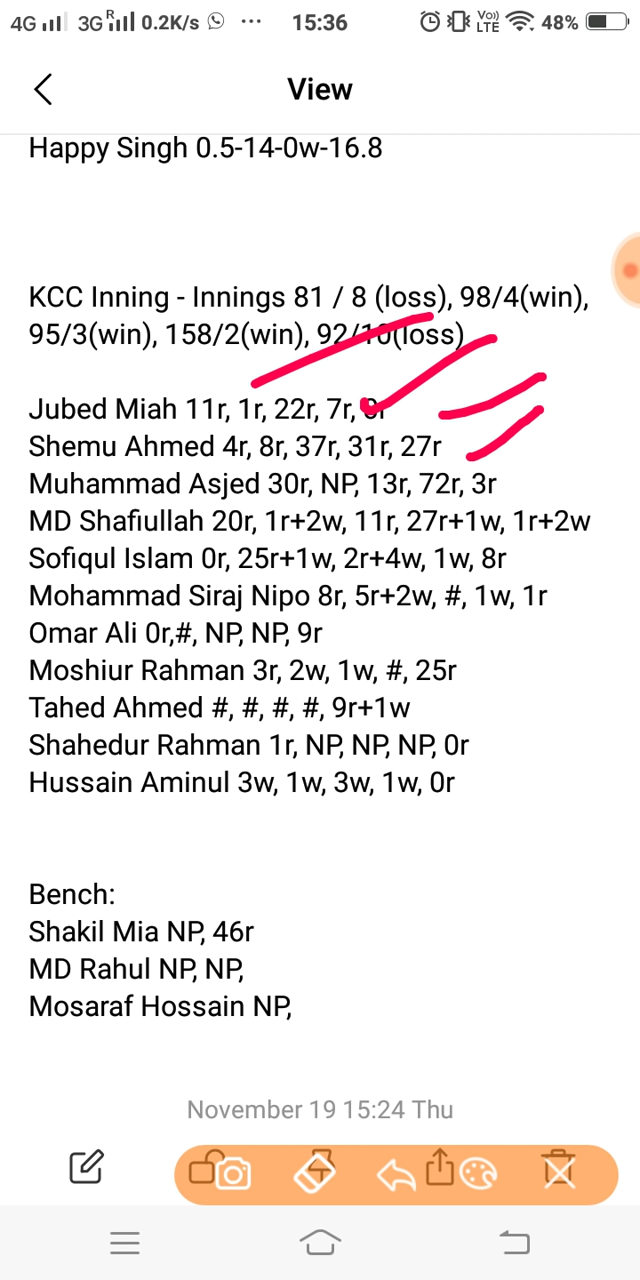 4G 3G R 0.2K/s ... 15:36 Vo)) LTE 48%
View
Happy Singh 0.5-14-0w-16.8
KCC Inning - Innings 81 / 8 (loss), 98/4(win),
95/3(win), 158/2(win), 92/10(loss)
Jubed Miah 11r, 1r, 22r, 7r,
Shemu Ahmed 4r, 8r, 37r, 31r, 27r
Muhammad Asjed 30r, NP, 13r, 72r, 3r
MD Shafiullah 20r, 1r+2w, 11r, 27r+1w, 1r+2w
Sofiqul Islam 0r, 25r+1w, 2r+4w, 1w, 8r
Mohammad Siraj Nipo 8r, 5r+2w, #, 1w, 1r
Omar Ali 0r,#, NP, NP, 9r
Moshiur Rahman 3r, 2w, 1w, #, 25r
Tahed Ahmed #, #, #, #, 9r+1w
Shahedur Rahman 1r, NP, NP, NP, 0r
Hussain Aminul 3w, 1w, 3w, 1w, 0r
Bench:
Shakil Mia NP, 46r
MD Rahul NP, NP,
Mosaraf Hossain NP,
November 19 15:24 Thu